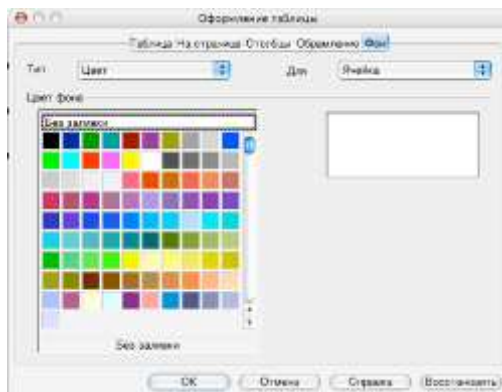 Оформление таблицы
Таблица На странице Столбцы Обрамление Фон
Тип Цвет Для Ячейка
Цвет фона
Без заливки
Без заливки
OK Отмена Справка Восстановить